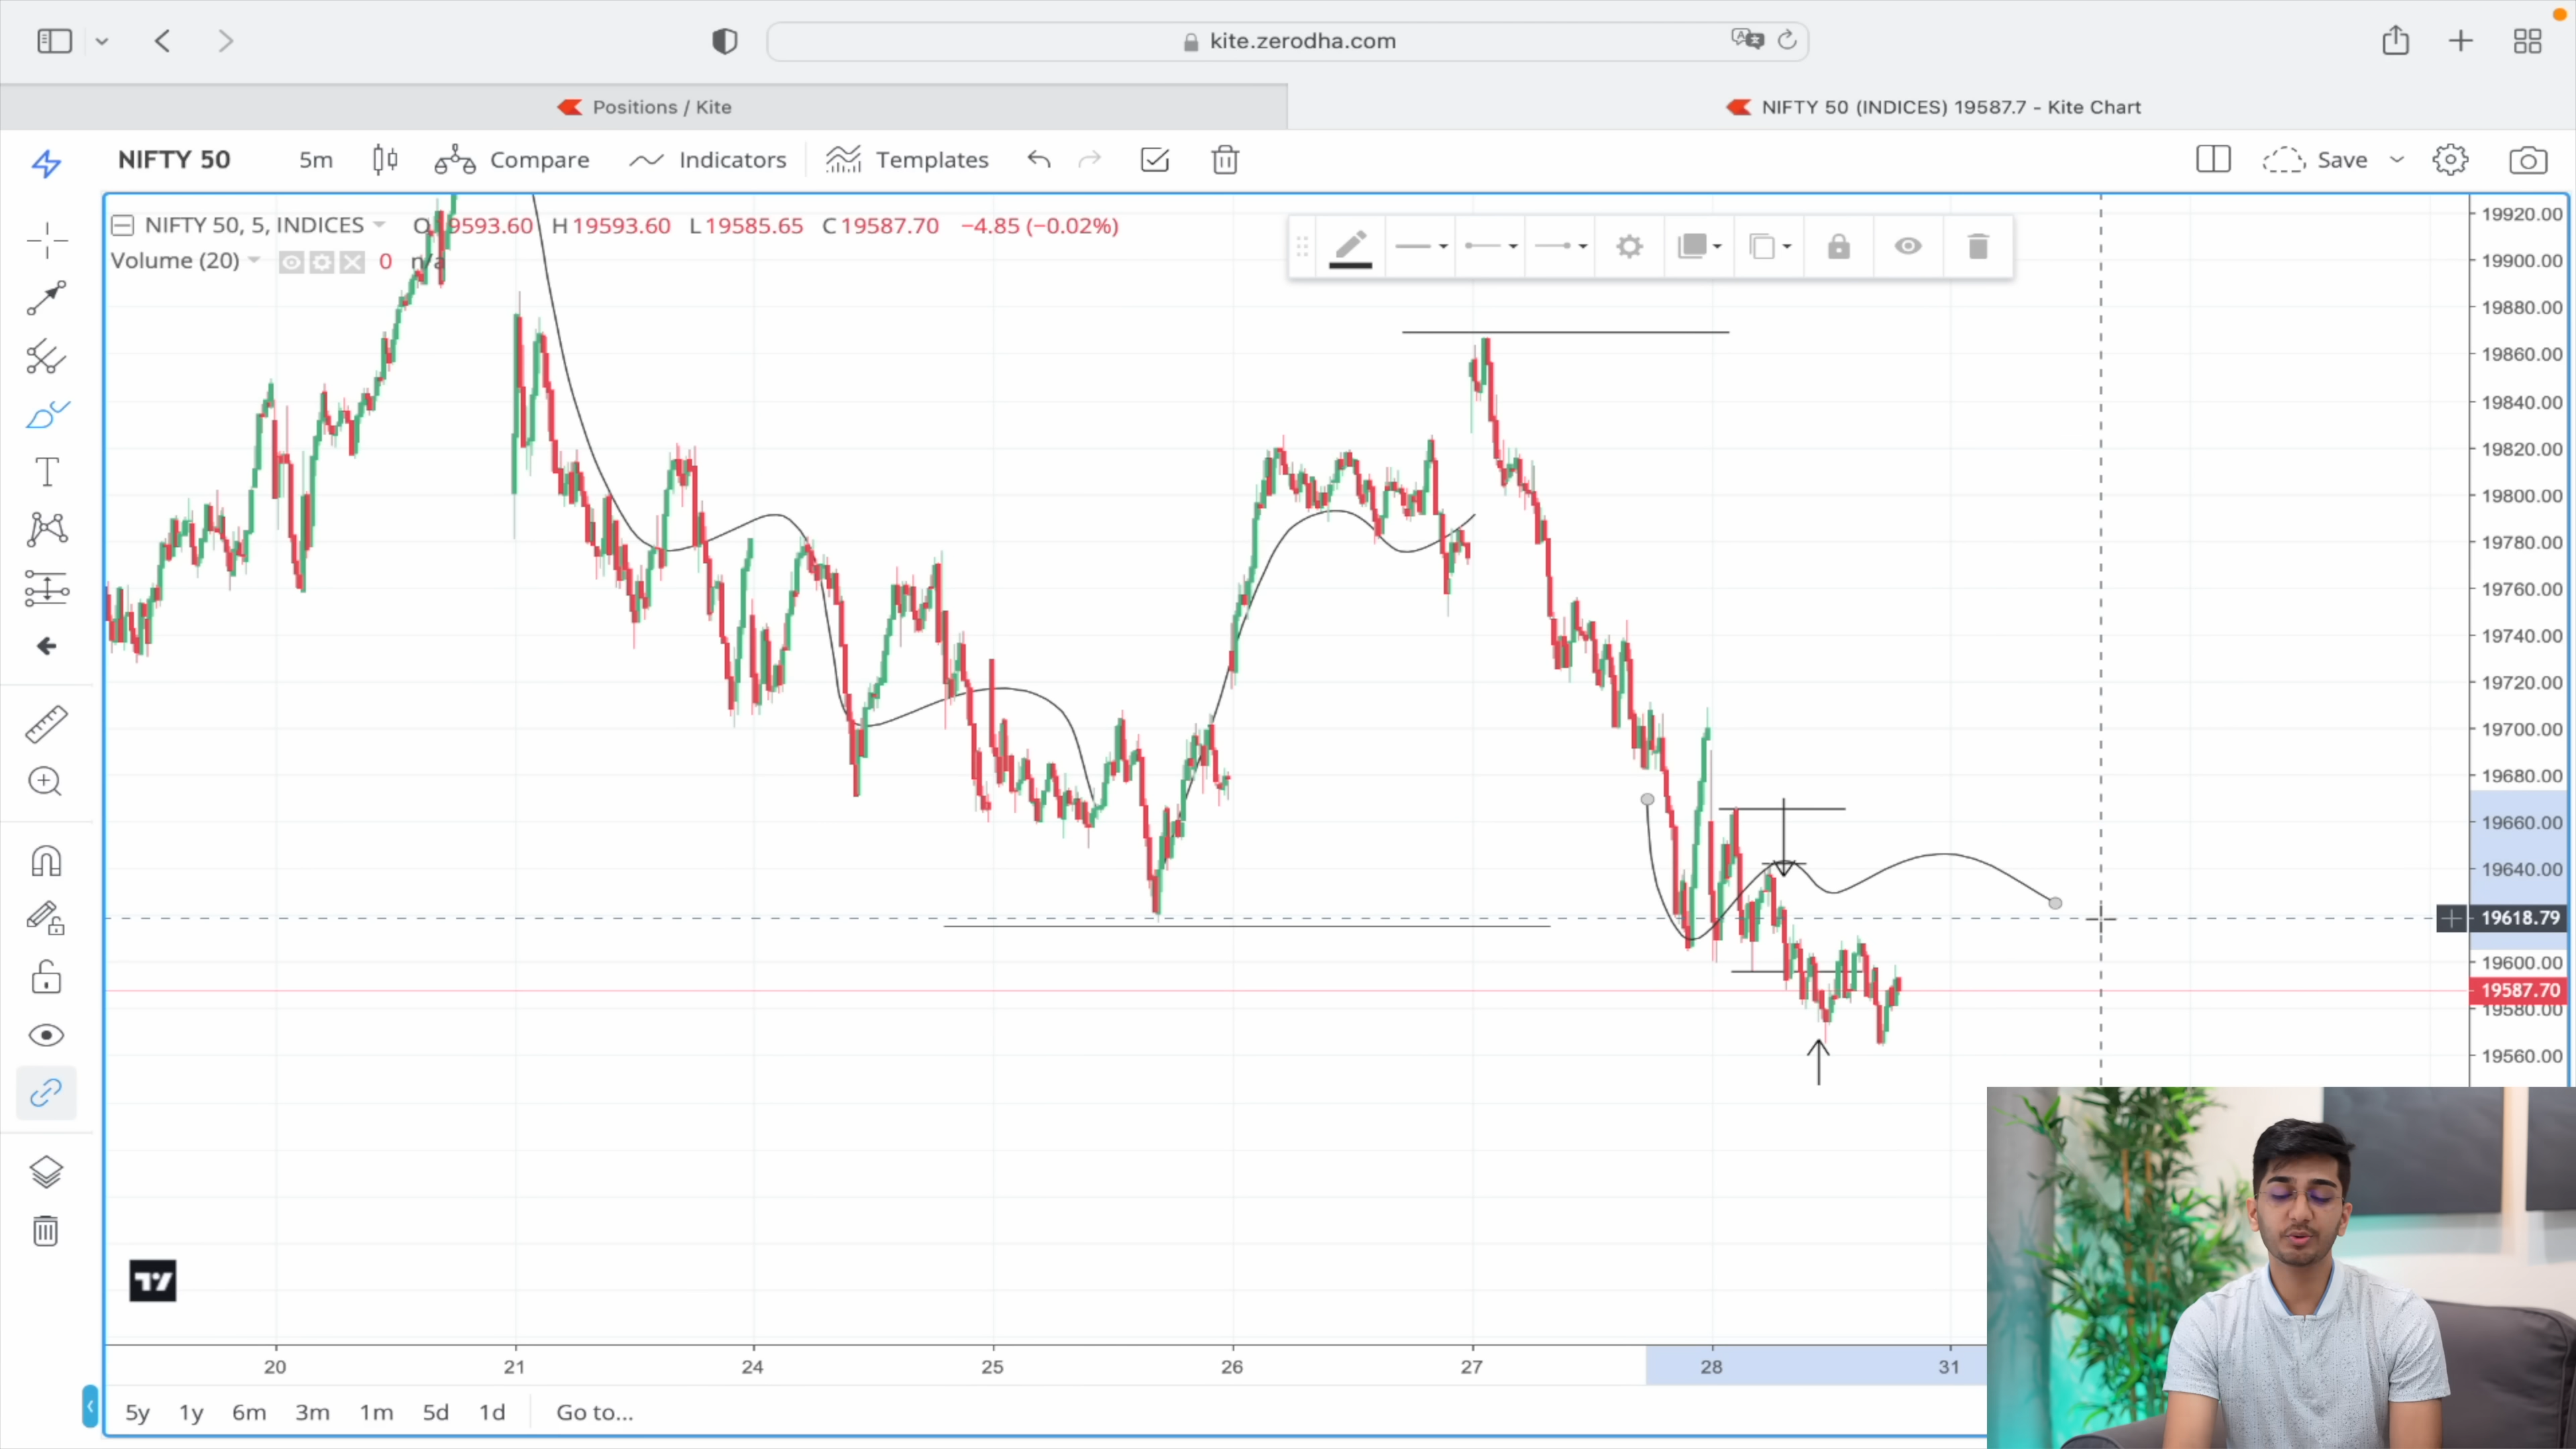 kite.zerodha.com
Positions / Kite
NIFTY 50 (INDICES) 19587.7 - Kite Chart
NIFTY 50 5m Compare Indicators Templates Save
NIFTY 50, 5, INDICES O 9593.60 H 19593.60 L 19585.65 C 19587.70 −4.85 (−0.02%)
Volume (20) 0 n/a
19920.00
19900.00
19880.00
19860.00
19840.00
19820.00
19800.00
19780.00
19760.00
19740.00
19720.00
19700.00
19680.00
19660.00
19640.00
19618.79
19600.00
19587.70
19580.00
19560.00
20 21 24 25 26 27 28 31
5y 1y 6m 3m 1m 5d 1d Go to...